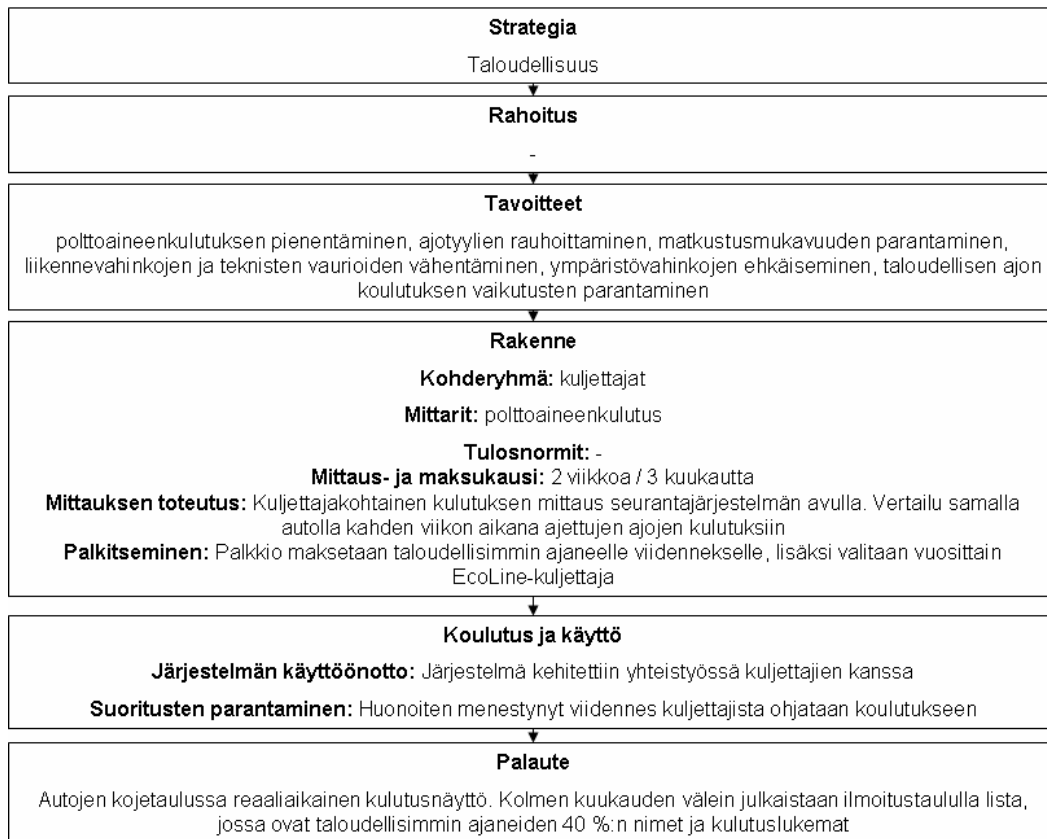 Strategia
Taloudellisuus
Rahoitus
-
Tavoitteet
polttoaineenkulutuksen pienentäminen, ajotyylien rauhoittaminen, matkustusmukavuuden parantaminen,
liikennevahinkojen ja teknisten vaurioiden vähentäminen, ympäristövahinkojen ehkäiseminen, taloudellisen ajon
koulutuksen vaikutusten parantaminen
Rakenne
Kohderyhmä: kuljettajat
Mittarit: polttoaineenkulutus
Tulosnormit: -
Mittaus- ja maksukausi: 2 viikkoa / 3 kuukautta
Mittauksen toteutus: Kuljettajakohtainen kulutuksen mittaus seurantajärjestelmän avulla. Vertailu samalla
autolla kahden viikon aikana ajettujen ajojen kulutuksiin
Palkitseminen: Palkkio maksetaan taloudellisimmin ajaneelle viidennekselle, lisäksi valitaan vuosittain
EcoLine-kuljettaja
Koulutus ja käyttö
Järjestelmän käyttöönotto: Järjestelmä kehitettiin yhteistyössä kuljettajien kanssa
Suoritusten parantaminen: Huonoiten menestynyt viidennes kuljettajista ohjataan koulutukseen
Palaute
Autojen kojetaulussa reaaliaikainen kulutusnäyttö. Kolmen kuukauden välein julkaistaan ilmoitustaululla lista,
jossa ovat taloudellisimmin ajaneiden 40 %:n nimet ja kulutuslukemat